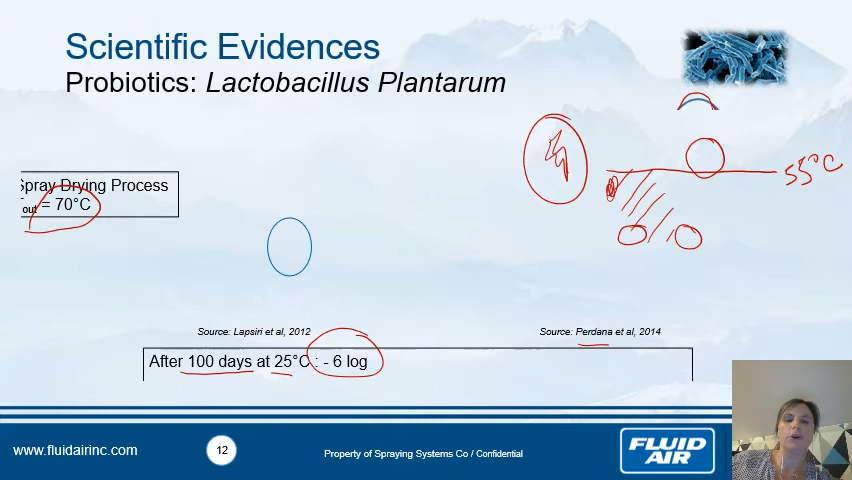 Scientific Evidences
Probiotics: Lactobacillus Plantarum
55°C
Spray Drying Process
Tout = 70°C
Source: Lapsiri et al, 2012
Source: Perdana et al, 2014
After 100 days at 25°C : - 6 log
www.fluidairinc.com
12
Property of Spraying Systems Co / Confidential
FLUID
AIR